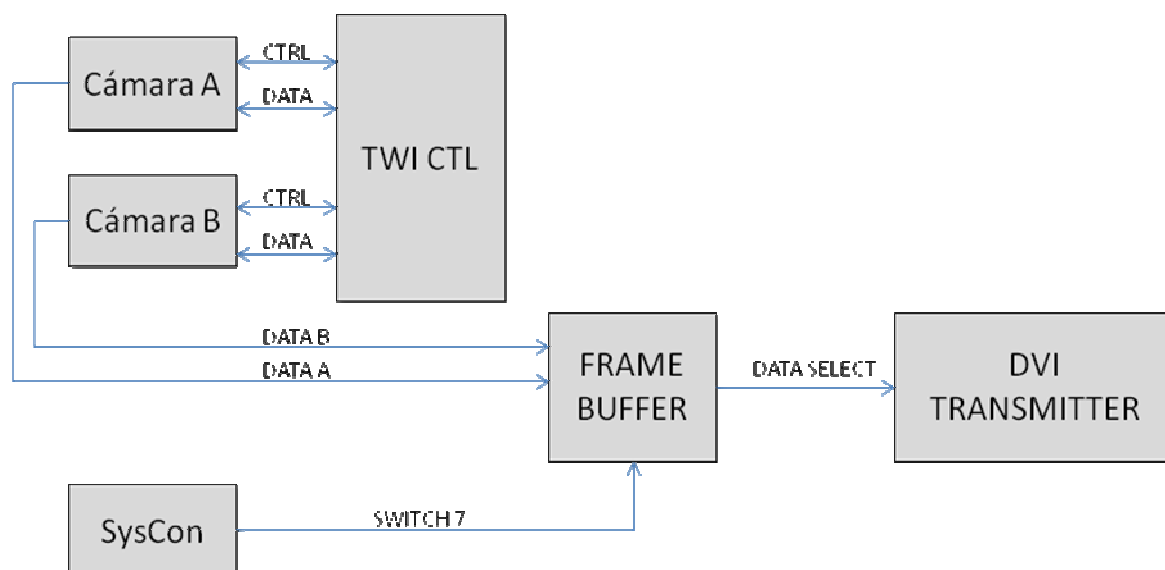 Cámara A
CTRL
DATA
TWI CTL
Cámara B
CTRL
DATA
DATA B
DATA A
FRAME
BUFFER
DATA SELECT
DVI
TRANSMITTER
SysCon
SWITCH 7